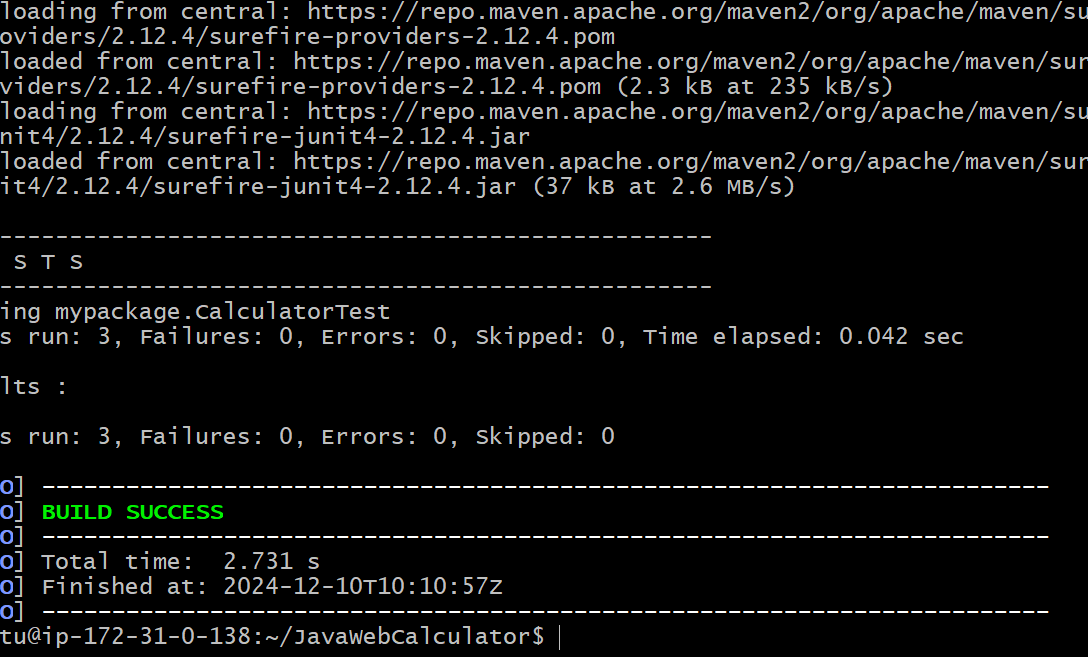 loading from central: https://repo.maven.apache.org/maven2/org/apache/maven/su
oviders/2.12.4/surefire-providers-2.12.4.pom
loaded from central: https://repo.maven.apache.org/maven2/org/apache/maven/sur
viders/2.12.4/surefire-providers-2.12.4.pom (2.3 kB at 235 kB/s)
loading from central: https://repo.maven.apache.org/maven2/org/apache/maven/su
nit4/2.12.4/surefire-junit4-2.12.4.jar
loaded from central: https://repo.maven.apache.org/maven2/org/apache/maven/sur
it4/2.12.4/surefire-junit4-2.12.4.jar (37 kB at 2.6 MB/s)
---------------------------------------------------
S T S
---------------------------------------------------
ing mypackage.CalculatorTest
s run: 3, Failures: 0, Errors: 0, Skipped: 0, Time elapsed: 0.042 sec
lts :
s run: 3, Failures: 0, Errors: 0, Skipped: 0
O] ------------------------------------------------------------------------
O] BUILD SUCCESS
O] ------------------------------------------------------------------------
O] Total time:  2.731 s
O] Finished at: 2024-12-10T10:10:57Z
O] ------------------------------------------------------------------------
tu@ip-172-31-0-138:~/JavaWebCalculator$